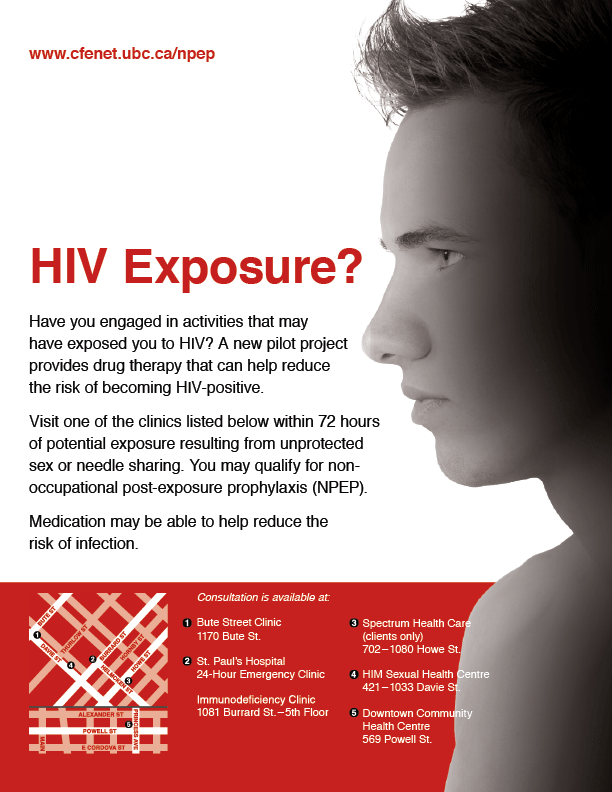 www.cfenet.ubc.ca/npep
HIV Exposure?
Have you engaged in activities that may
have exposed you to HIV? A new pilot project
provides drug therapy that can help reduce
the risk of becoming HIV-positive.
Visit one of the clinics listed below within 72 hours
of potential exposure resulting from unprotected
sex or needle sharing. You may qualify for non-
occupational post-exposure prophylaxis (NPEP).
Medication may be able to help reduce the
risk of infection.
BUTE ST
1
THURLOW ST
DAVIE ST
4
2
BURRARD ST
HORNBY ST
HOWE ST
HELMCKEN ST
3
ALEXANDER ST
5
POWELL ST
PRINCESS AVE
MAIN
E CORDOVA ST
Consultation is available at:
1 Bute Street Clinic
1170 Bute St.
2 St. Paul's Hospital
24-Hour Emergency Clinic
Immunodeficiency Clinic
1081 Burrard St.–5th Floor
3 Spectrum Health Care
(clients only)
702–1080 Howe St.
4 HIM Sexual Health Centre
421–1033 Davie St.
5 Downtown Community
Health Centre
569 Powell St.